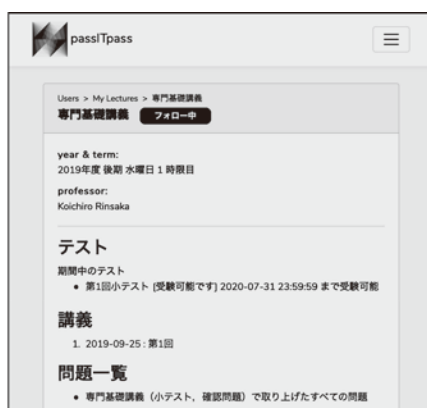 passITpass
Users > My Lectures > 専門基礎講義
専門基礎講義 フォロー中
year & term:
2019年度 後期 水曜日 1 時限目
professor:
Koichiro Rinsaka
テスト
期間中のテスト
• 第1回小テスト [受験可能です] 2020-07-31 23:59:59 まで受験可能
講義
1. 2019-09-25 : 第1回
問題一覧
• 専門基礎講義（小テスト，確認問題）で取り上げたすべての問題